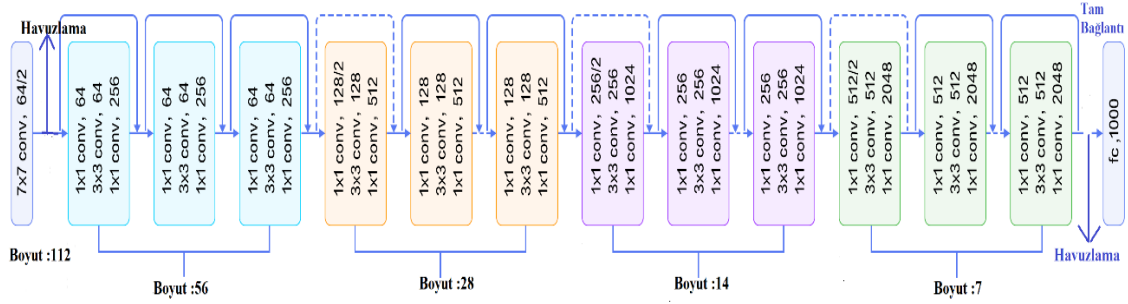 Havuzlama
Tam
Bağlantı
7x7 conv, 64/2
1x1 conv, 64
3x3 conv, 64
1x1 conv, 256
1x1 conv, 64
3x3 conv, 64
1x1 conv, 256
1x1 conv, 64
3x3 conv, 64
1x1 conv, 256
1x1 conv, 128/2
3x3 conv, 128
1x1 conv, 512
1x1 conv, 128
3x3 conv, 128
1x1 conv, 512
1x1 conv, 128
3x3 conv, 128
1x1 conv, 512
1x1 conv, 256/2
3x3 conv, 256
1x1 conv, 1024
1x1 conv, 256
3x3 conv, 256
1x1 conv, 1024
1x1 conv, 256
3x3 conv, 256
1x1 conv, 1024
1x1 conv, 512/2
3x3 conv, 512
1x1 conv, 2048
1x1 conv, 512
3x3 conv, 512
1x1 conv, 2048
1x1 conv, 512
3x3 conv, 512
1x1 conv, 2048
fc ,1000
Boyut :112
Havuzlama
Boyut :56
Boyut :28
Boyut :14
Boyut :7